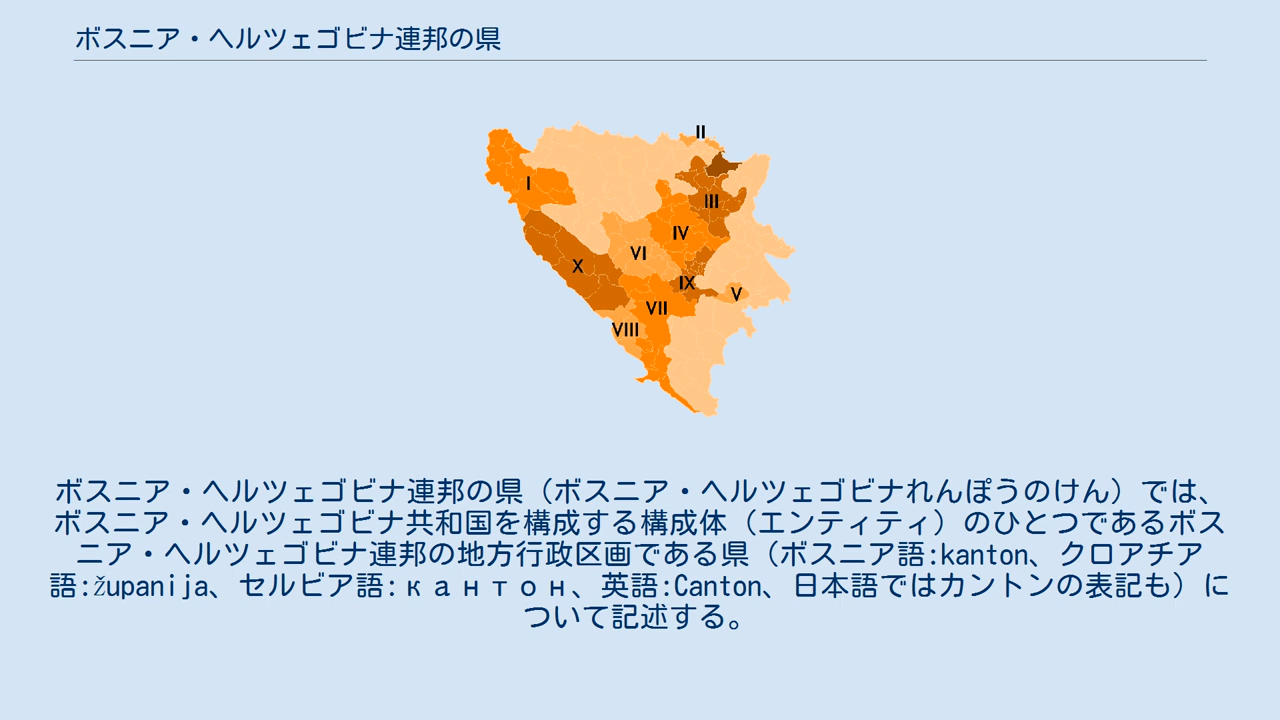 ボスニア・ヘルツェゴビナ連邦の県
II
I
III
IV
VI
X
IX
V
VII
VIII
ボスニア・ヘルツェゴビナ連邦の県（ボスニア・ヘルツェゴビナれんぽうのけん）では、
ボスニア・ヘルツェゴビナ共和国を構成する構成体（エンティティ）のひとつであるボス
ニア・ヘルツェゴビナ連邦の地方行政区画である県（ボスニア語:kanton、クロアチア
語:županija、セルビア語:кантон、英語:Canton、日本語ではカントンの表記も）に
ついて記述する。